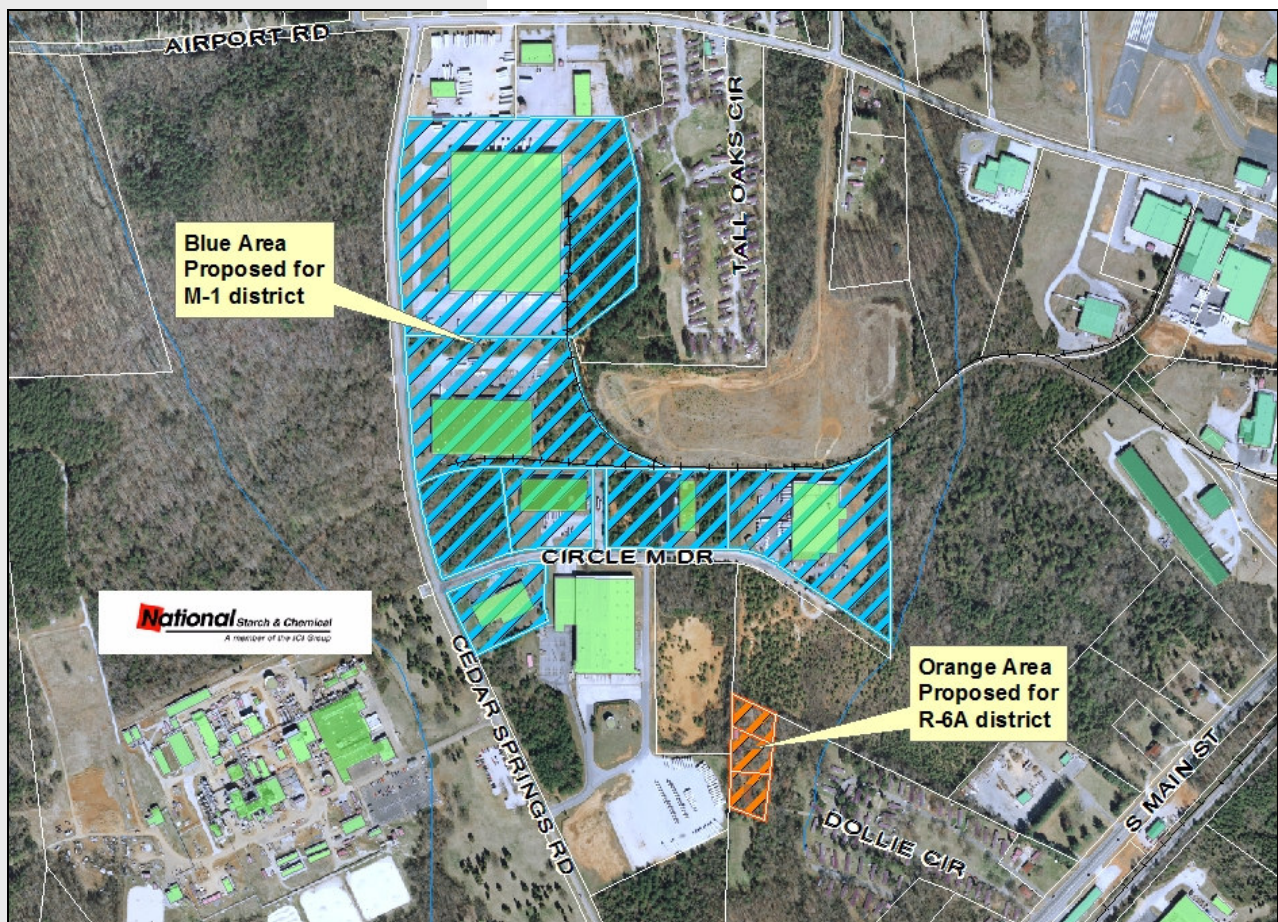 AIRPORT RD
TALL OAKS CIR
Blue Area
Proposed for
M-1 district
CIRCLE M DR
National Starch & Chemical
A member of the ICI Group
CEDAR SPRINGS RD
Orange Area
Proposed for
R-6A district
S MAIN ST
DOLLIE CIR